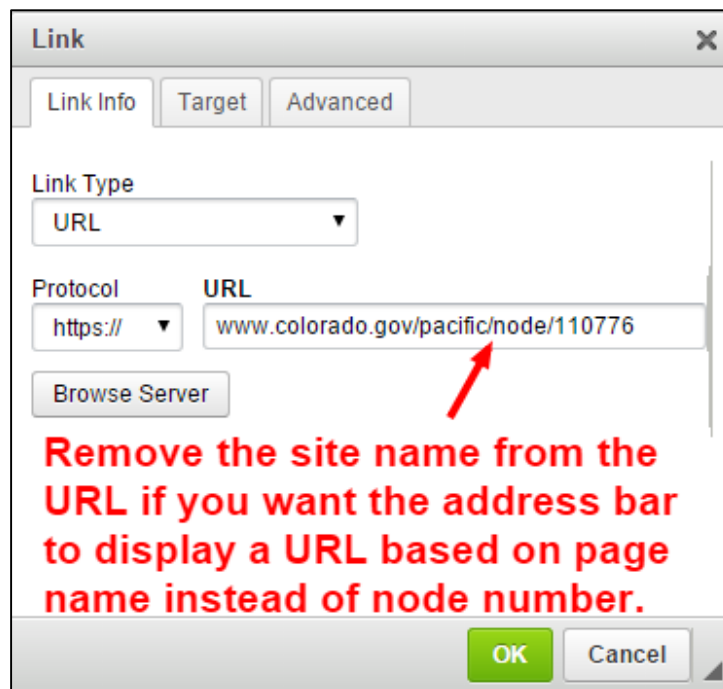 Link
Link Info Target Advanced
Link Type
URL
Protocol URL
https:// www.colorado.gov/pacific/node/110776
Browse Server
Remove the site name from the
URL if you want the address bar
to display a URL based on page
name instead of node number.
OK Cancel